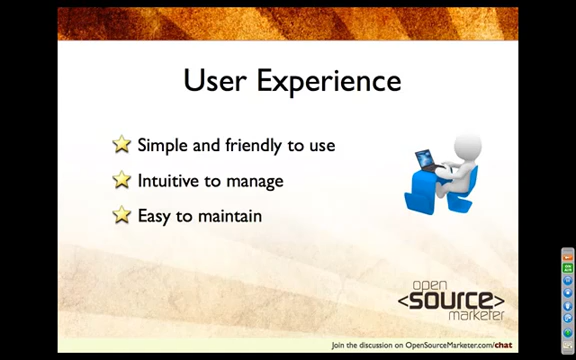 User Experience
Simple and friendly to use
Intuitive to manage
Easy to maintain
open
<source>
marketer
Join the discussion on OpenSourceMarketer.com/chat